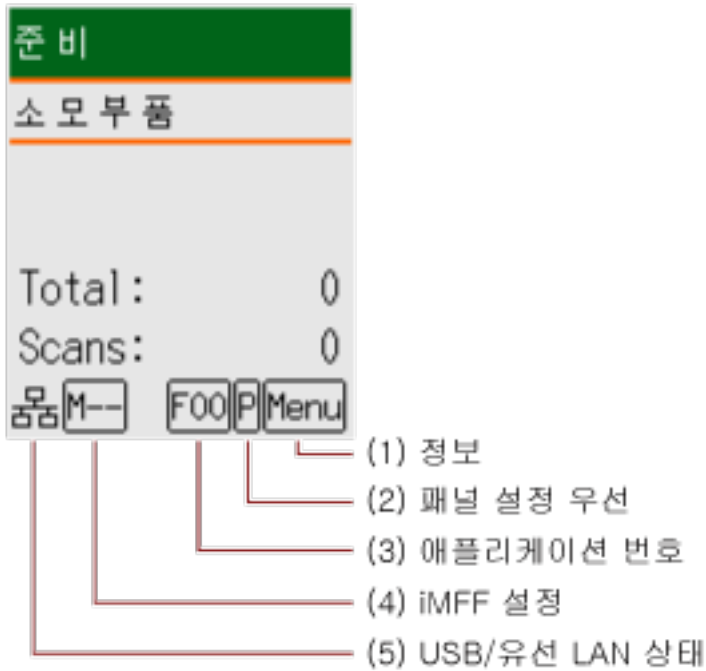 준비
소모부품
Total: 0
Scans: 0
M-- F00 P Menu
(1) 정보
(2) 패널 설정 우선
(3) 애플리케이션 번호
(4) iMFF 설정
(5) USB/유선 LAN 상태